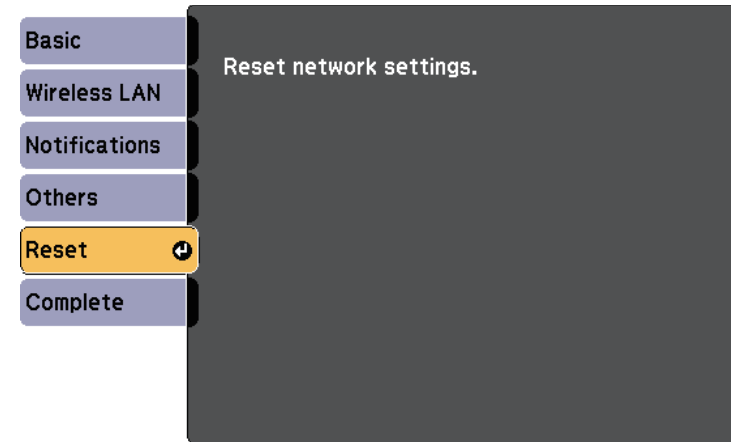 Basic
Wireless LAN
Notifications
Others
Reset
Complete
Reset network settings.